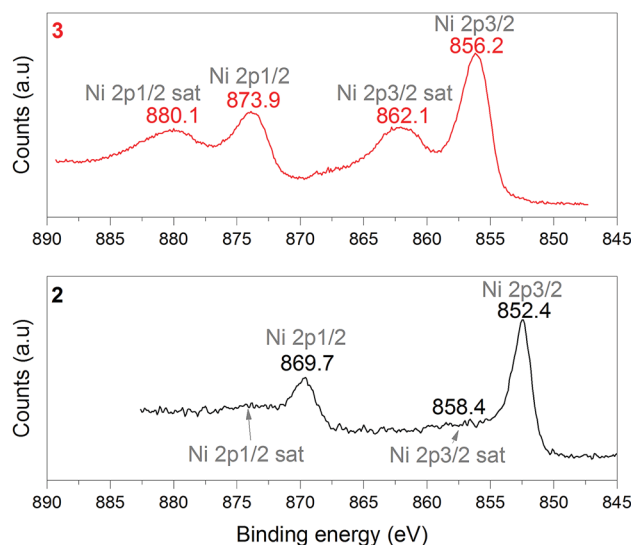 3
Ni 2p3/2
856.2
Ni 2p1/2
873.9
Ni 2p1/2 sat
880.1
Ni 2p3/2 sat
862.1
Counts (a.u)
890 885 880 875 870 865 860 855 850 845
2
Ni 2p3/2
852.4
Ni 2p1/2
869.7
858.4
Ni 2p1/2 sat
Ni 2p3/2 sat
Counts (a.u)
890 885 880 875 870 865 860 855 850 845
Binding energy (eV)